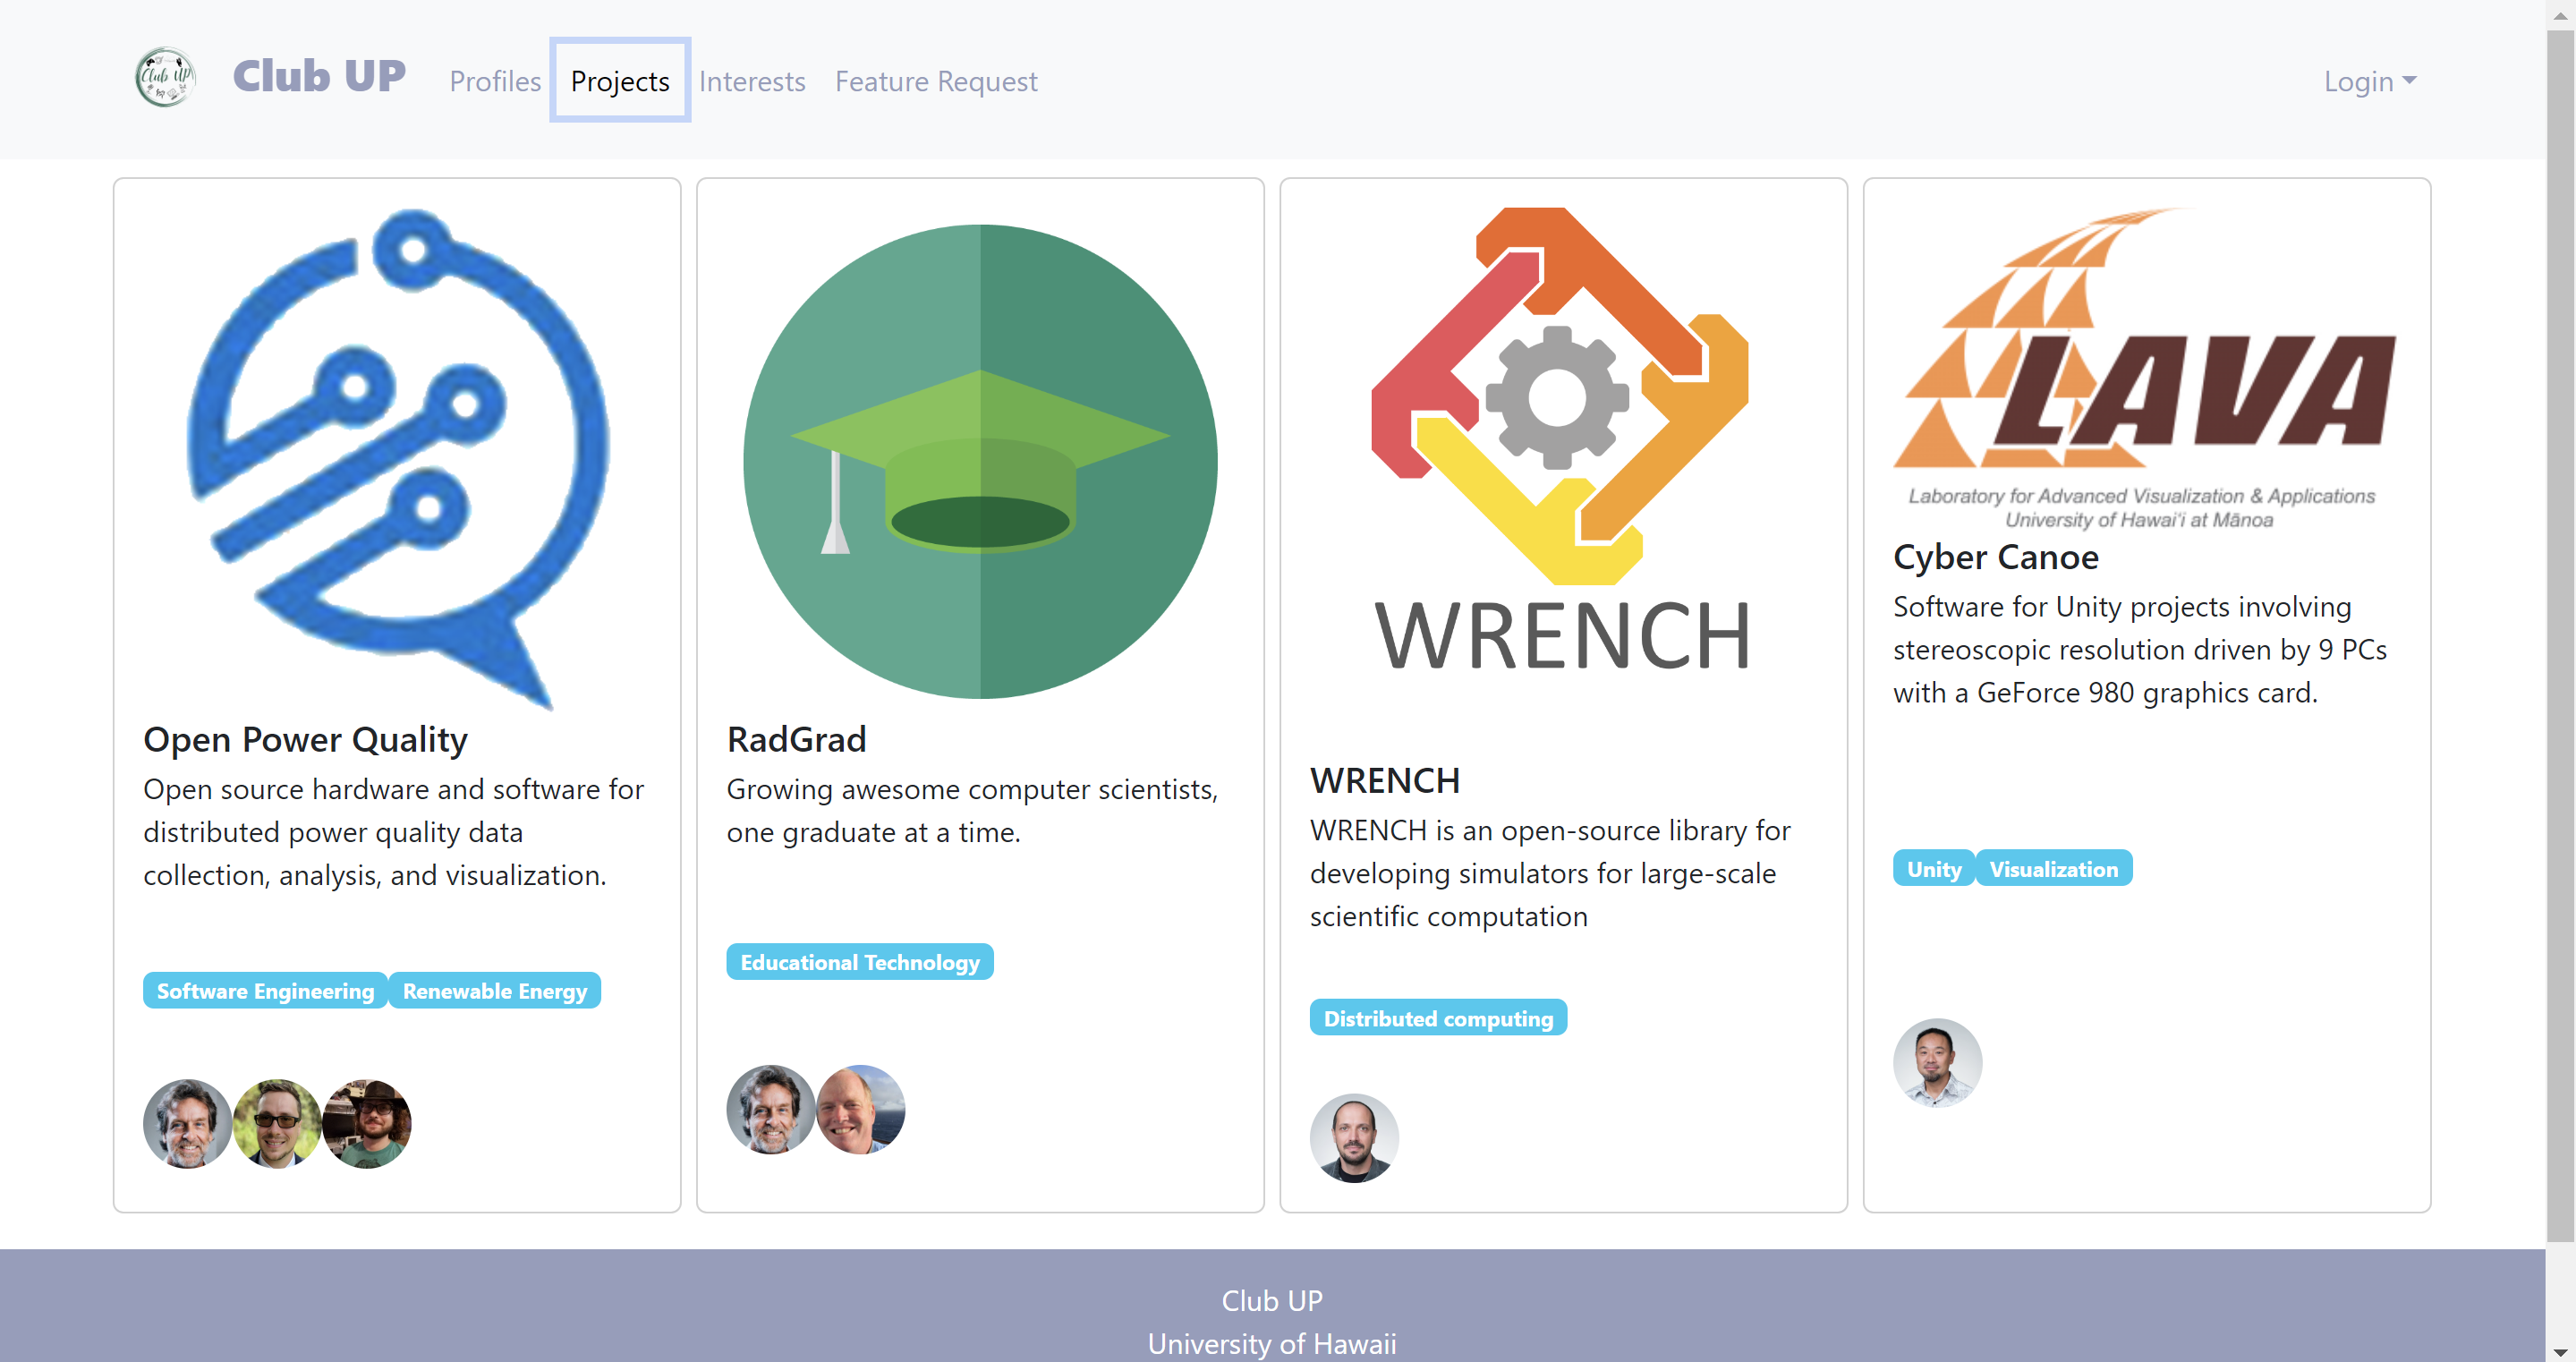 Club UP
Club UP
Profiles
Projects
Interests
Feature Request
Login
Open Power Quality
Open source hardware and software for
distributed power quality data
collection, analysis, and visualization.
Software Engineering
Renewable Energy
RadGrad
Growing awesome computer scientists,
one graduate at a time.
Educational Technology
WRENCH
WRENCH
WRENCH is an open-source library for
developing simulators for large-scale
scientific computation
Distributed computing
LAVA
Laboratory for Advanced Visualization & Applications
University of Hawai'i at Mānoa
Cyber Canoe
Software for Unity projects involving
stereoscopic resolution driven by 9 PCs
with a GeForce 980 graphics card.
Unity
Visualization
Club UP
University of Hawaii